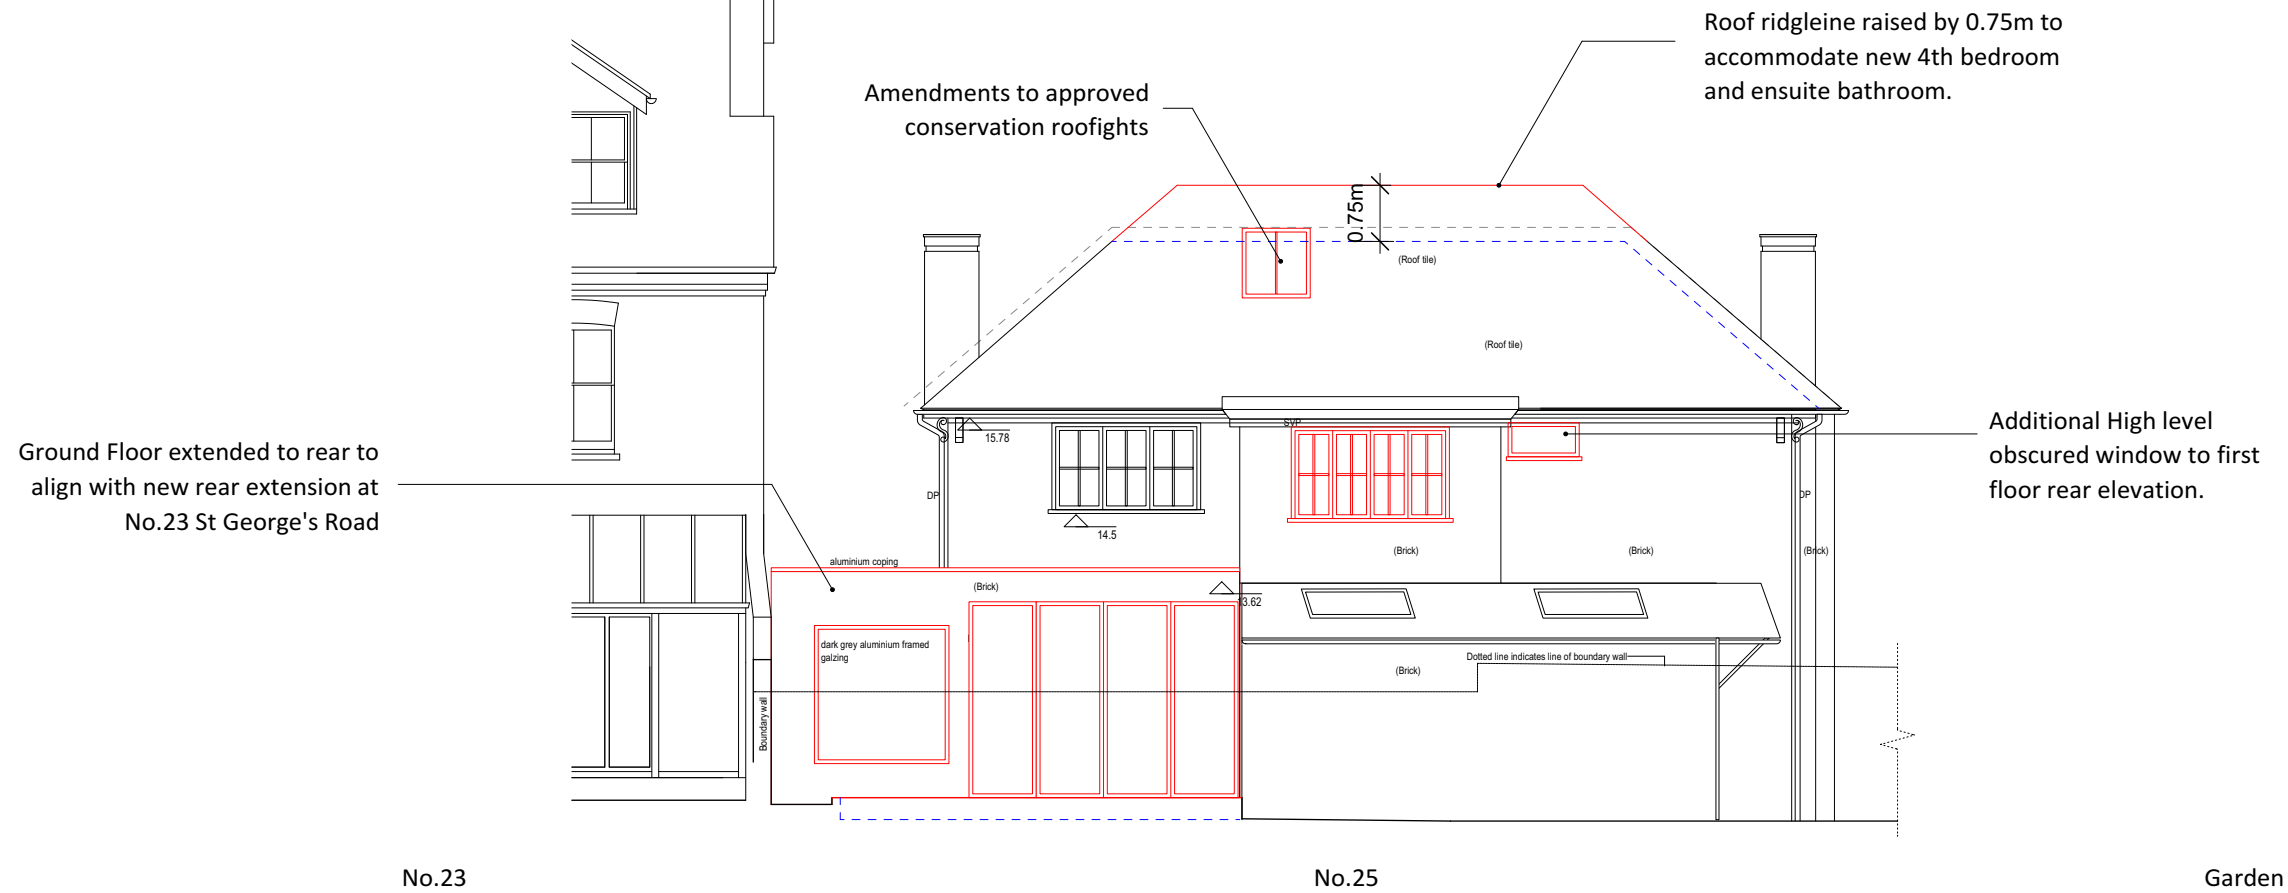 Roof ridgleine raised by 0.75m to
accommodate new 4th bedroom
and ensuite bathroom.
Amendments to approved
conservation roofights
0.75m
(Roof tile)
(Roof tile)
Additional High level
obscured window to first
floor rear elevation.
SVP
15.78
Ground Floor extended to rear to
align with new rear extension at
No.23 St George's Road
DP
DP
14.5
(Brick)
(Brick)
(Brick)
aluminium coping
(Brick)
13.62
dark grey aluminium framed
galzing
Dotted line indicates line of boundary wall
(Brick)
Boundary wall
No.23
No.25
Garden